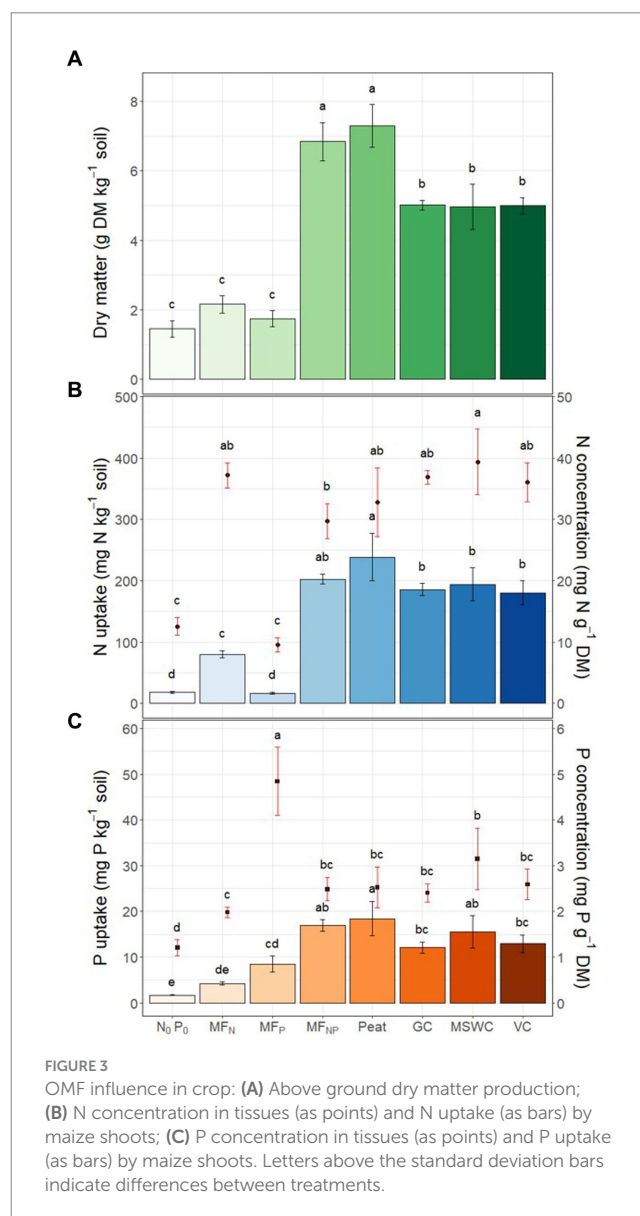 A
Dry matter (g DM kg⁻¹ soil)
8
6
4
2
0
c
c
c
a
a
b
b
b
B
N uptake (mg N kg⁻¹ soil)
500
400
300
200
100
0
c
ab
c
b
ab
ab
a
ab
d
c
d
ab
a
b
b
b
50
40
30
20
10
0
N concentration (mg N g⁻¹ DM)
C
P uptake (mg P kg⁻¹ soil)
60
50
40
30
20
10
0
d
c
a
bc
bc
bc
b
bc
e
de
cd
ab
a
bc
ab
bc
6
5
4
3
2
1
0
P concentration (mg P g⁻¹ DM)
N₀ P₀ MF_N MF_P MF_NP Peat GC MSWC VC
FIGURE 3
OMF influence in crop: (A) Above ground dry matter production;
(B) N concentration in tissues (as points) and N uptake (as bars) by
maize shoots; (C) P concentration in tissues (as points) and P uptake
(as bars) by maize shoots. Letters above the standard deviation bars
indicate differences between treatments.